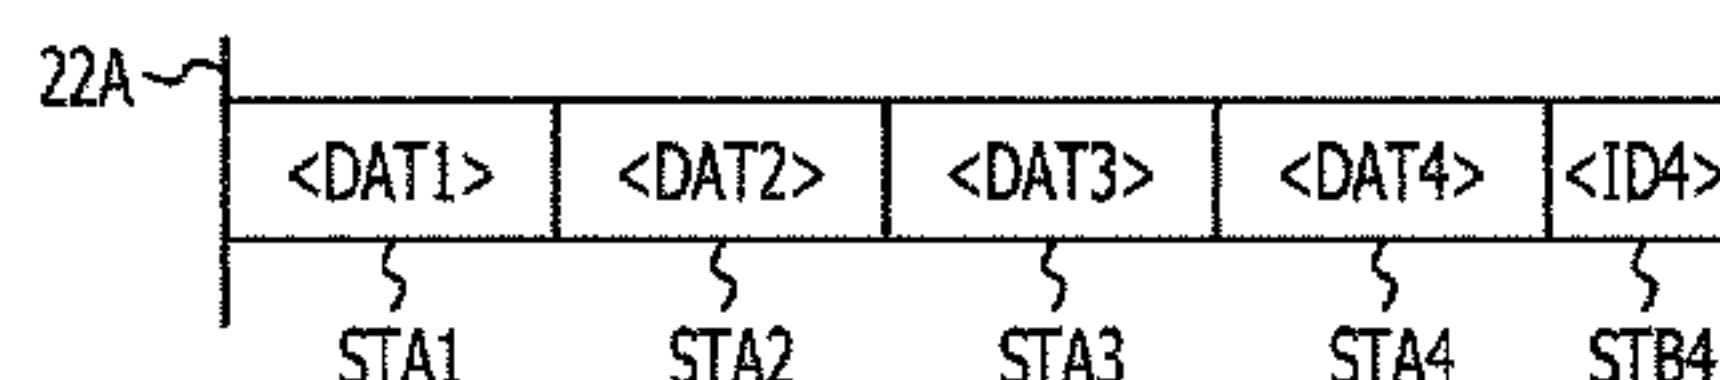 22A
<DAT1> <DAT2> <DAT3> <DAT4> <ID4>
STA1 STA2 STA3 STA4 STB4